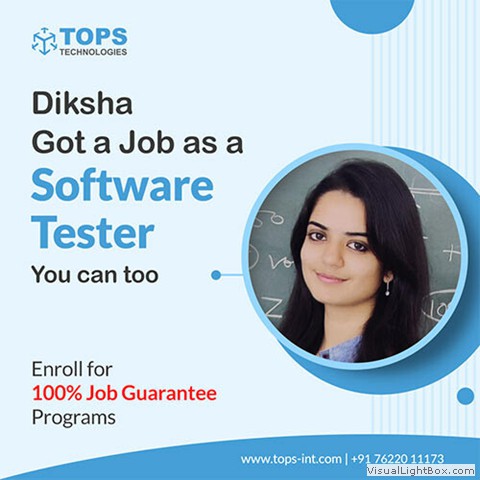 TOPS
TECHNOLOGIES
Diksha
Got a Job as a
Software
Tester
You can too
Enroll for
100% Job Guarantee
Programs
www.tops-int.com | +91 76220 11173
VisualLightBox.com